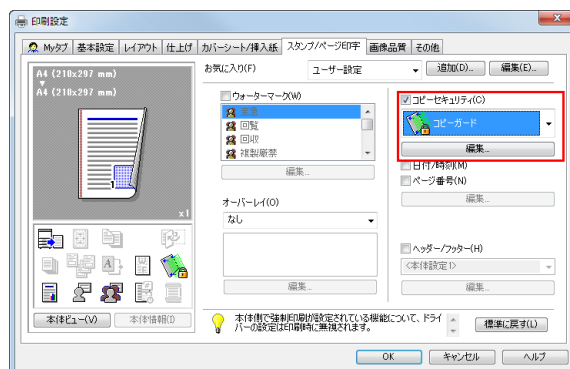 印刷設定
Myタブ 基本設定 レイアウト 仕上げ カバーシート/挿入紙 スタンプ/ページ印字 画像品質 その他
A4 (210x297 mm)
A4 (210x297 mm)
1
x1
本体ビュー(V) 本体情報(I)
お気に入り(F) ユーザー設定 追加(D)... 編集(E)...
ウォーターマーク(W)
至急
回覧
回収
複製厳禁
編集...
オーバーレイ(O)
なし
編集...
コピーセキュリティ(C)
コピーガード
編集...
日付/時刻(M)
ページ番号(N)
編集...
ヘッダー/フッター(H)
<本体設定1>
編集...
本体側で強制印刷が設定されている機能について、ドライ
バーの設定は印刷時に無視されます。
標準に戻す(L)
OK キャンセル ヘルプ